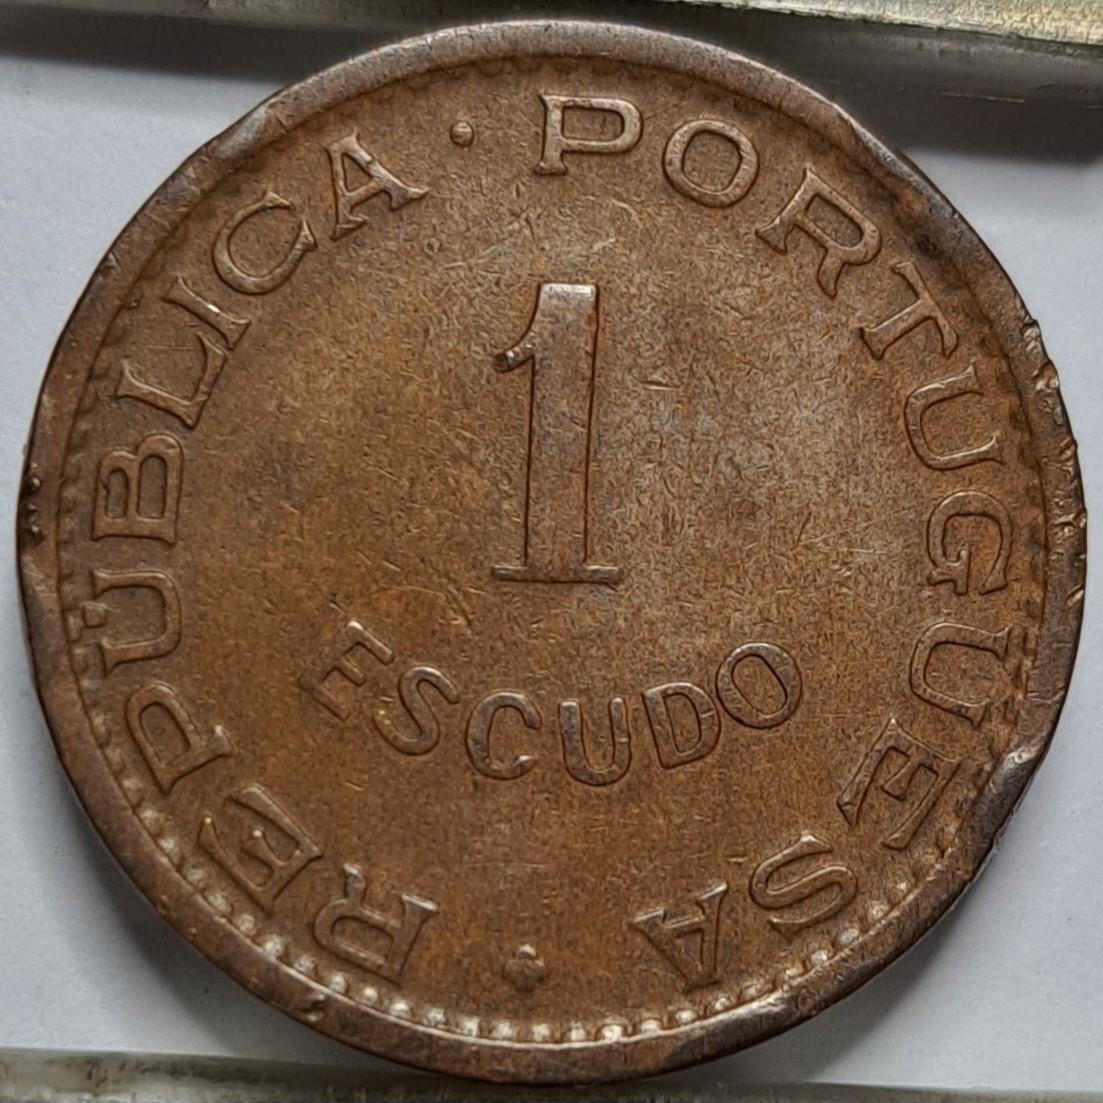 REPÚBLICA · PORTUGUESA ·
1
ESCUDO